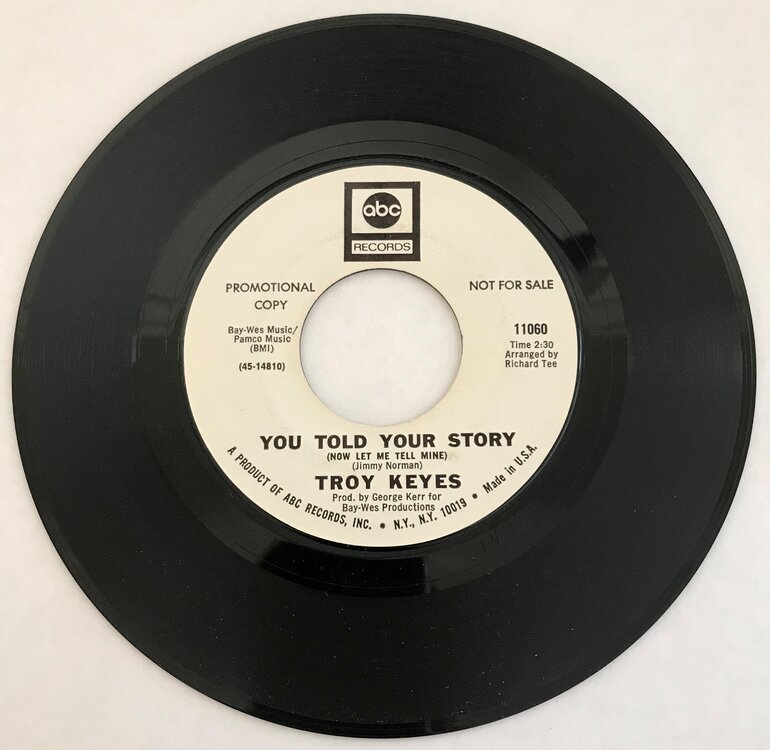 abc
RECORDS
PROMOTIONAL
COPY
NOT FOR SALE
Bay-Wes Music/
Pamco Music
(BMI)
(45-14810)
11060
Time 2:30
Arranged by
Richard Tee
YOU TOLD YOUR STORY
(NOW LET ME TELL MINE)
(Jimmy Norman)
TROY KEYES
Prod. by George Kerr for
Bay-Wes Productions
A PRODUCT OF ABC RECORDS, INC. • N.Y., N.Y. 10019 • Made in U.S.A.